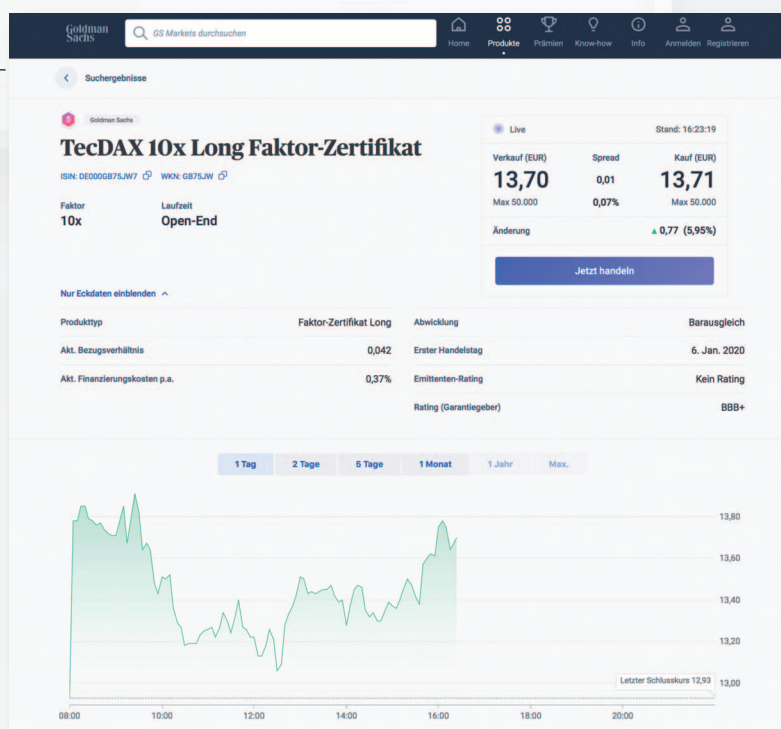 Goldman
Sachs
GS Markets durchsuchen
Home
Produkte
Prämien
Know-how
Info
Anmelden
Registrieren
Suchergebnisse
Goldman Sachs
TecDAX 10x Long Faktor-Zertifikat
ISIN: DE000GB75JW7 WKN: GB75JW
Faktor Laufzeit
10x Open-End
Live Stand: 16:23:19
Verkauf (EUR) Spread Kauf (EUR)
13,70 0,01 13,71
Max 50.000 0,07% Max 50.000
Änderung 0,77 (5,95%)
Jetzt handeln
Nur Eckdaten einblenden
Produkttyp Faktor-Zertifikat Long Abwicklung Barausgleich
Akt. Bezugsverhältnis 0,042 Erster Handelstag 6. Jan. 2020
Akt. Finanzierungskosten p.a. 0,37% Emittenten-Rating Kein Rating
Rating (Garantiegeber) BBB+
1 Tag 2 Tage 5 Tage 1 Monat 1 Jahr Max.
13,80
13,60
13,40
13,20
Letzter Schlusskurs 12,93 13,00
08:00 10:00 12:00 14:00 16:00 18:00 20:00